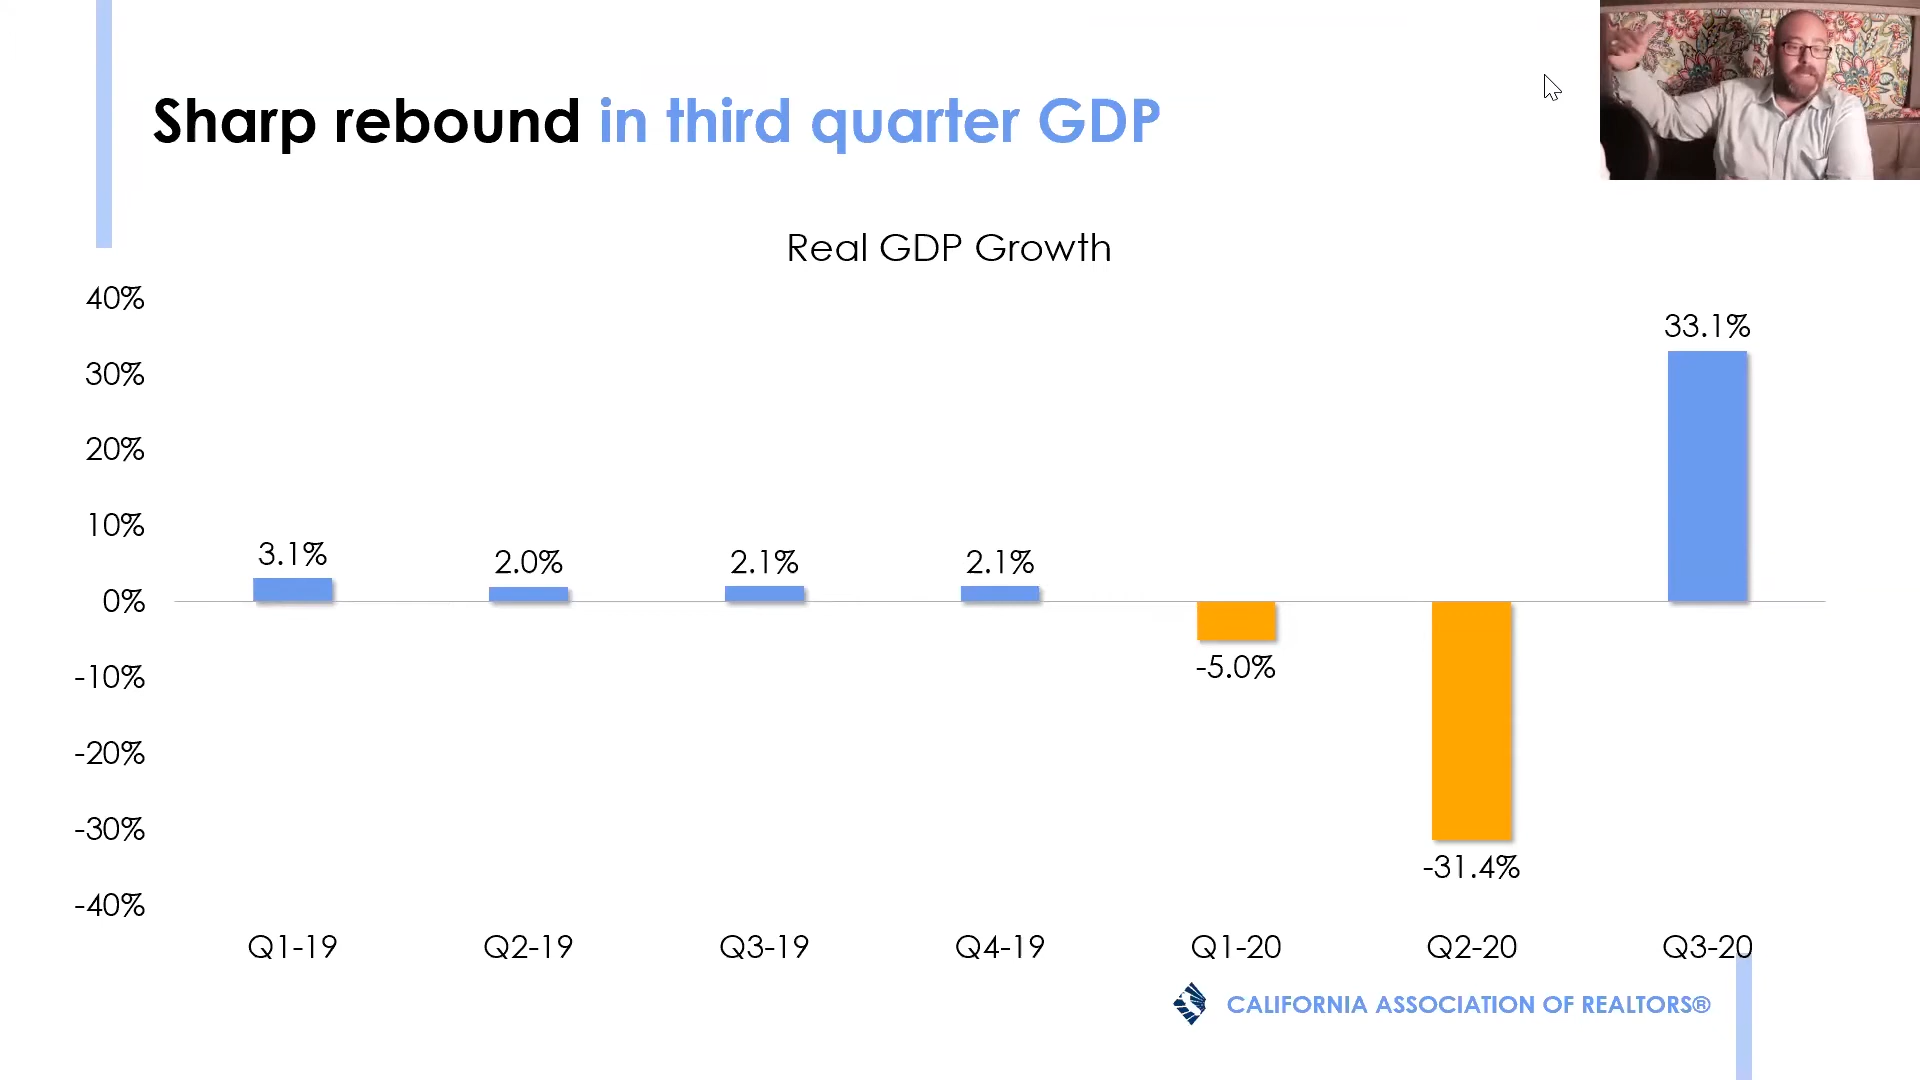 Sharp rebound in third quarter GDP
Real GDP Growth
40%
30%
20%
10%
0%
-10%
-20%
-30%
-40%
3.1%
2.0%
2.1%
2.1%
-5.0%
-31.4%
33.1%
Q1-19
Q2-19
Q3-19
Q4-19
Q1-20
Q2-20
Q3-20
CALIFORNIA ASSOCIATION OF REALTORS®